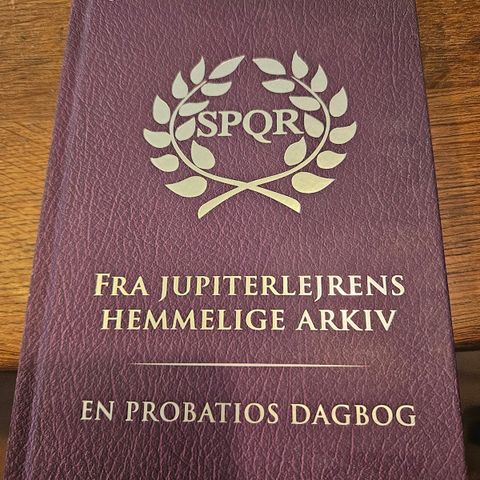 SPQR
FRA JUPITERLEJRENS
HEMMELIGE ARKIV
EN PROBATIOS DAGBOG